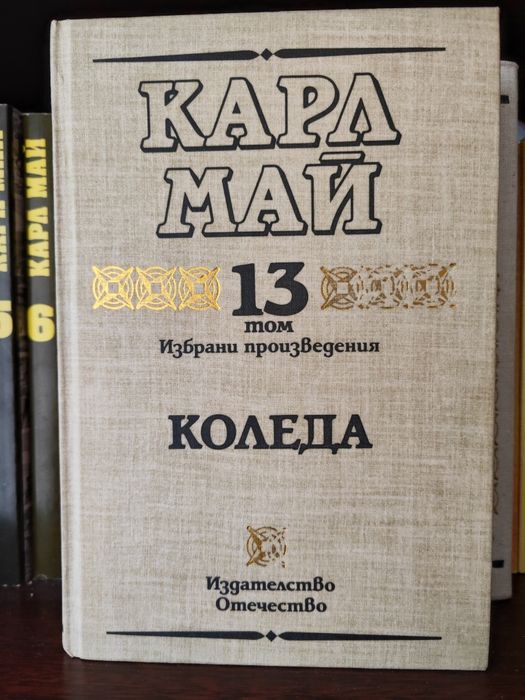 КАРЛ
МАЙ
13
том
Избрани произведения
КОЛЕДА
Издателство
Отечество
КАРЛ МАЙ
6